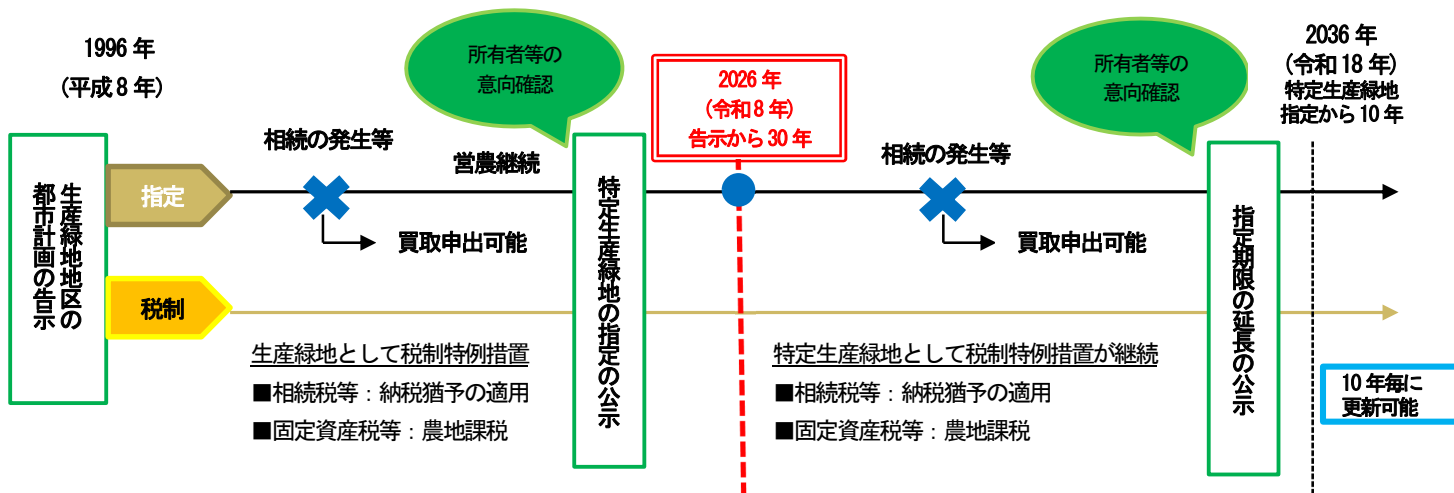 1996 年
(平成 8 年)
生産緑地地区の
都市計画の告示
指定
税制
相続の発生等
買取申出可能
営農継続
所有者等の
意向確認
生産緑地として税制特例措置
■相続税等：納税猶予の適用
■固定資産税等：農地課税
特定生産緑地の指定の公示
2026 年
(令和 8 年)
告示から 30 年
相続の発生等
買取申出可能
特定生産緑地として税制特例措置が継続
■相続税等：納税猶予の適用
■固定資産税等：農地課税
所有者等の
意向確認
指定期限の延長の公示
2036 年
(令和 18 年)
特定生産緑地
指定から 10 年
10 年毎に
更新可能